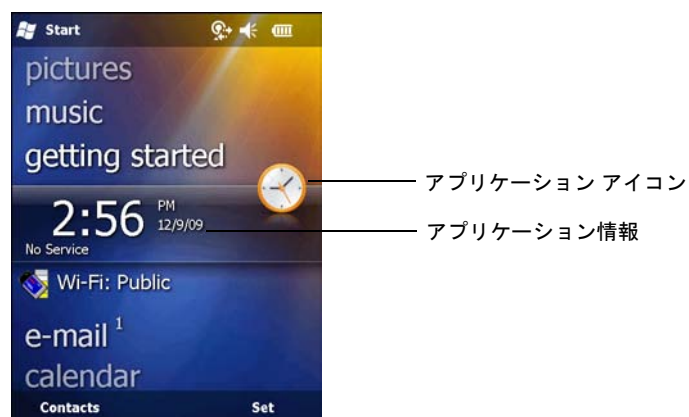 Start
pictures
music
getting started
アプリケーション アイコン
2:56 PM
12/9/09
アプリケーション情報
No Service
Wi-Fi: Public
e-mail 1
calendar
Contacts Set